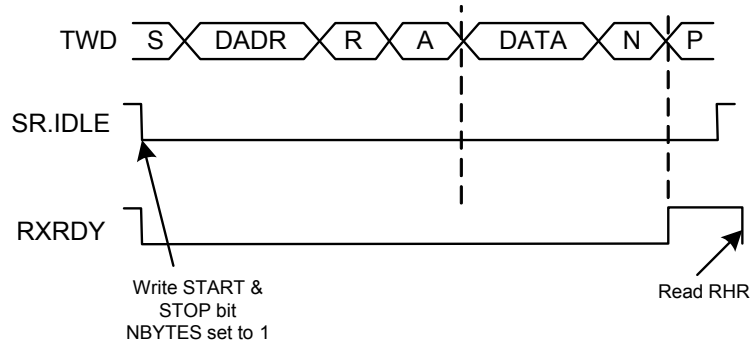 TWD S DADR R A DATA N P
SR.IDLE
RXRDY
Write START &
STOP bit
NBYTES set to 1
Read RHR